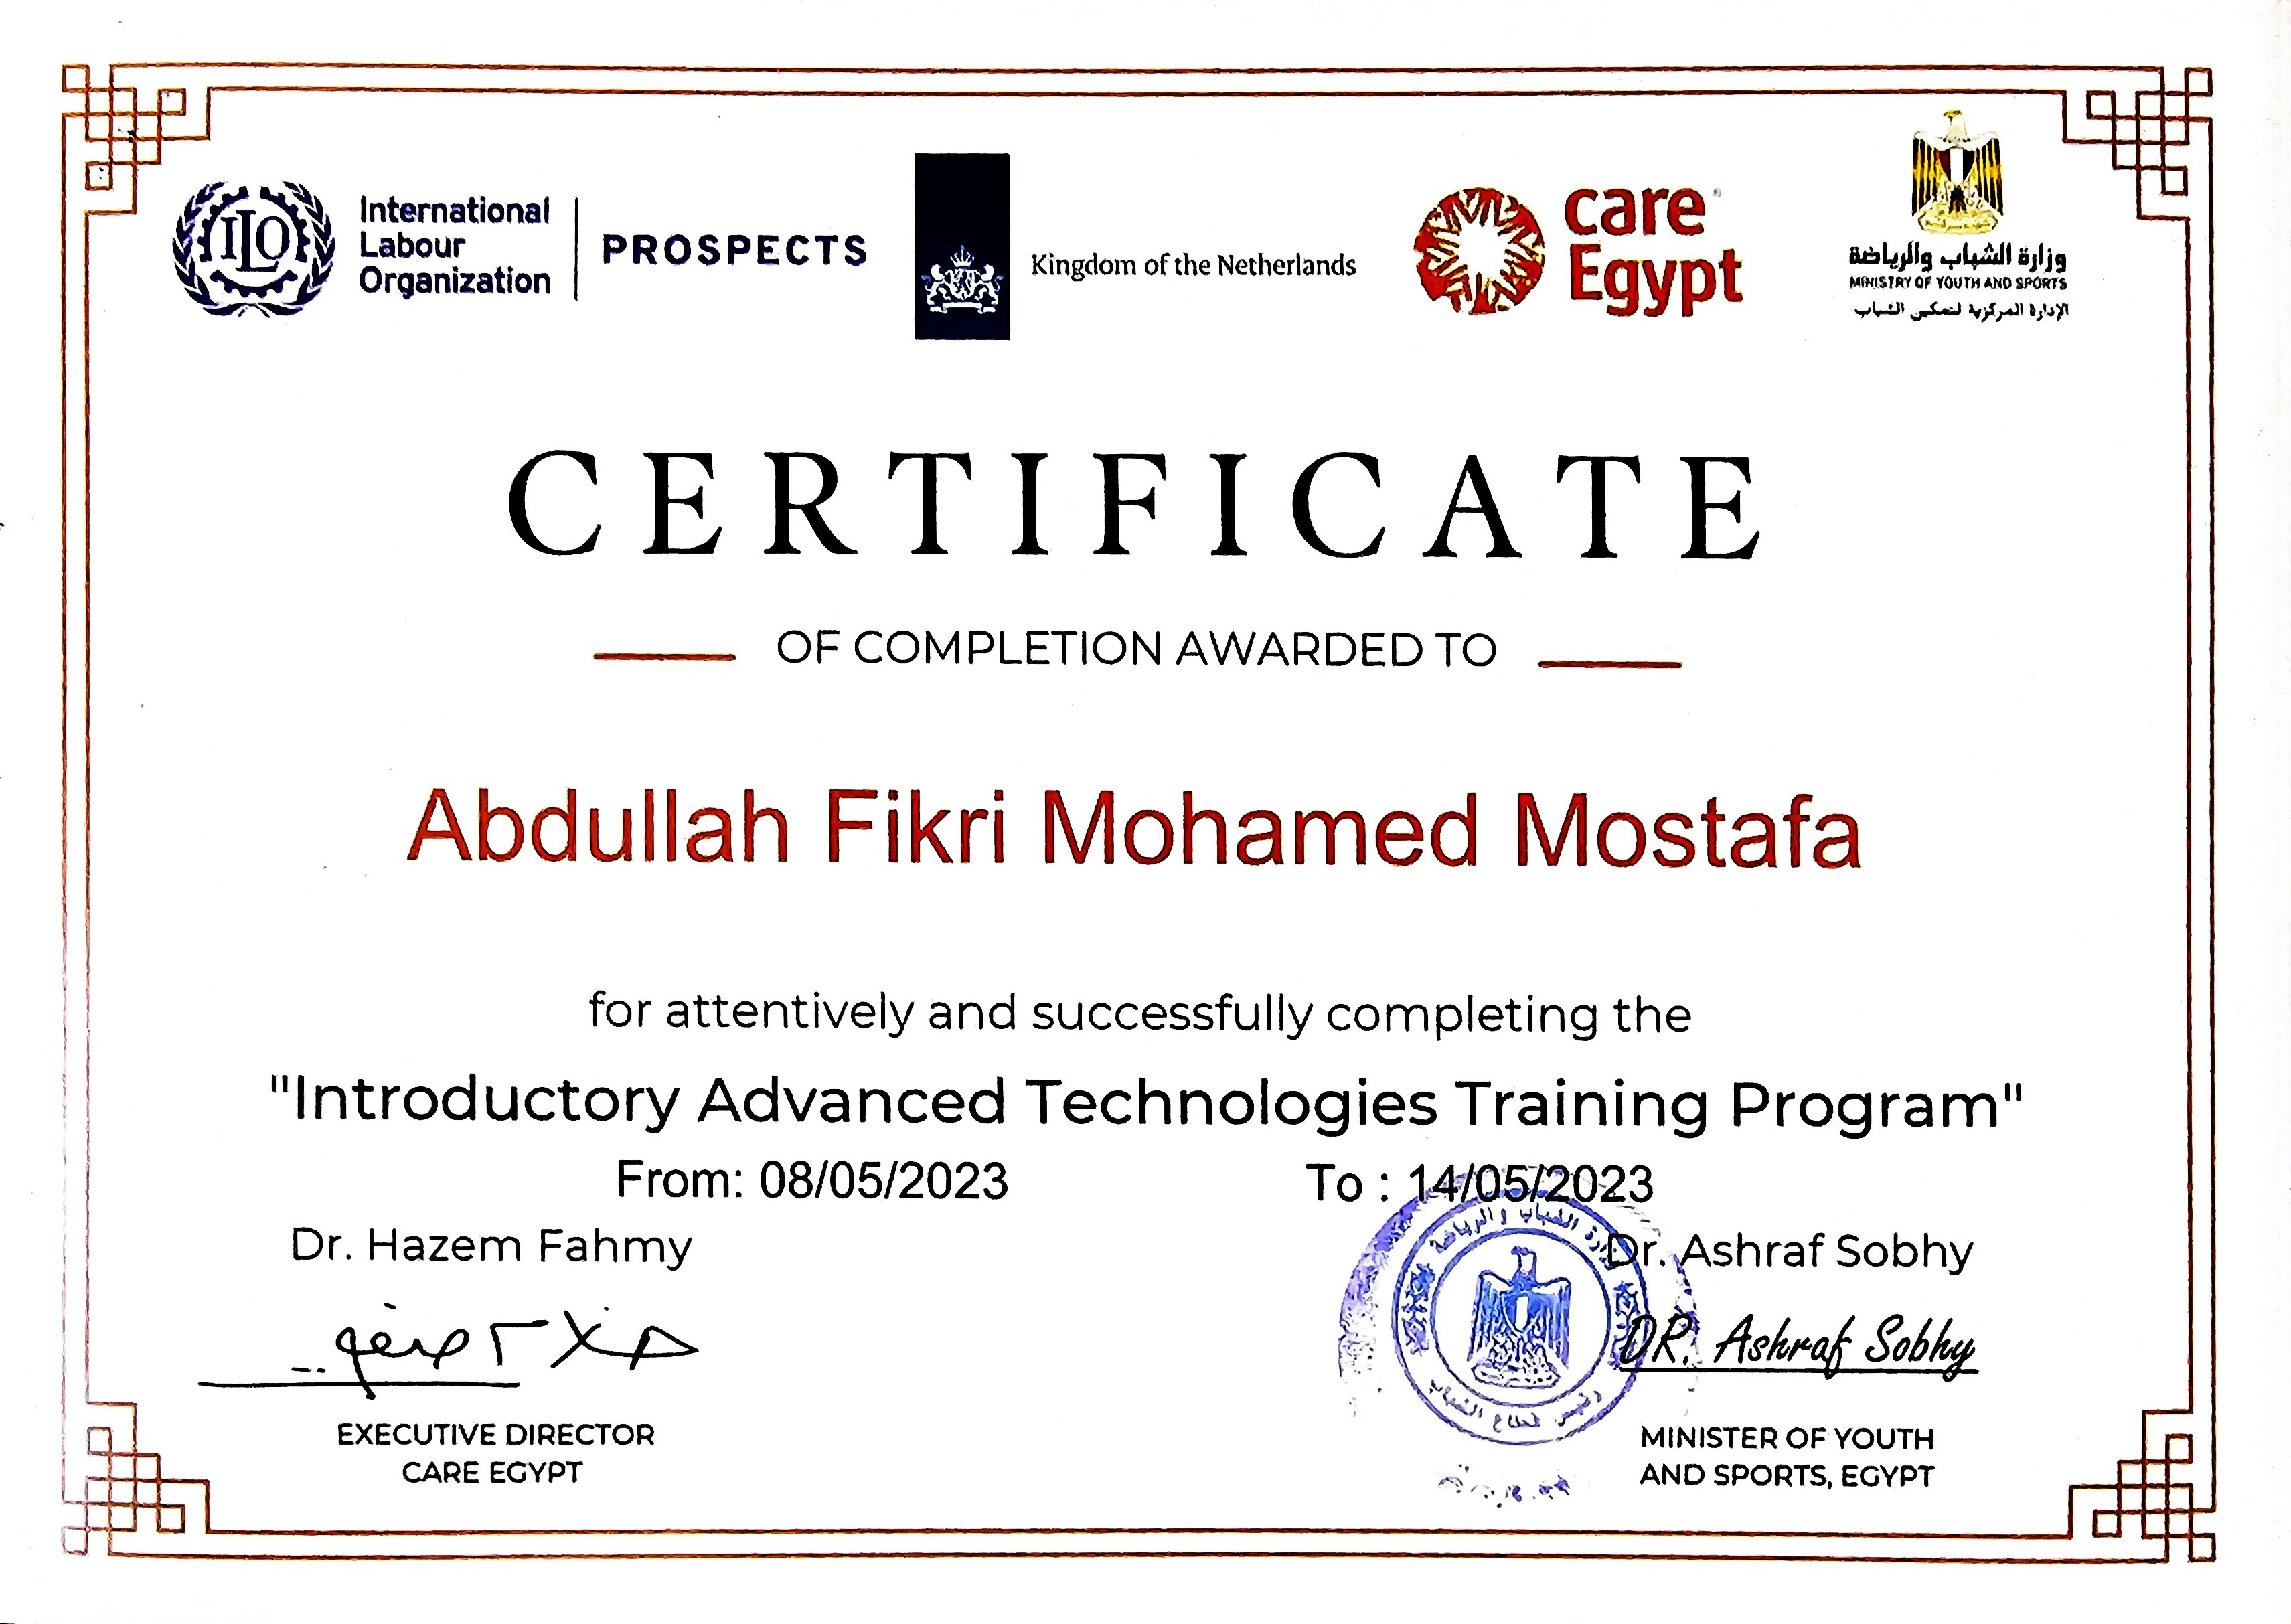 ILO
International
Labour
Organization
PROSPECTS
Kingdom of the Netherlands
care
Egypt
وزارة الشباب والرياضة
MINISTRY OF YOUTH AND SPORTS
الإدارة المركزية لتمكين الشباب
CERTIFICATE
OF COMPLETION AWARDED TO
Abdullah Fikri Mohamed Mostafa
for attentively and successfully completing the
"Introductory Advanced Technologies Training Program"
From: 08/05/2023 To : 14/05/2023
Dr. Hazem Fahmy
Dr. Ashraf Sobhy
DR. Ashraf Sobhy
وزارة الشباب والرياضة
رئيس قطاع الشباب
EXECUTIVE DIRECTOR
CARE EGYPT
MINISTER OF YOUTH
AND SPORTS, EGYPT